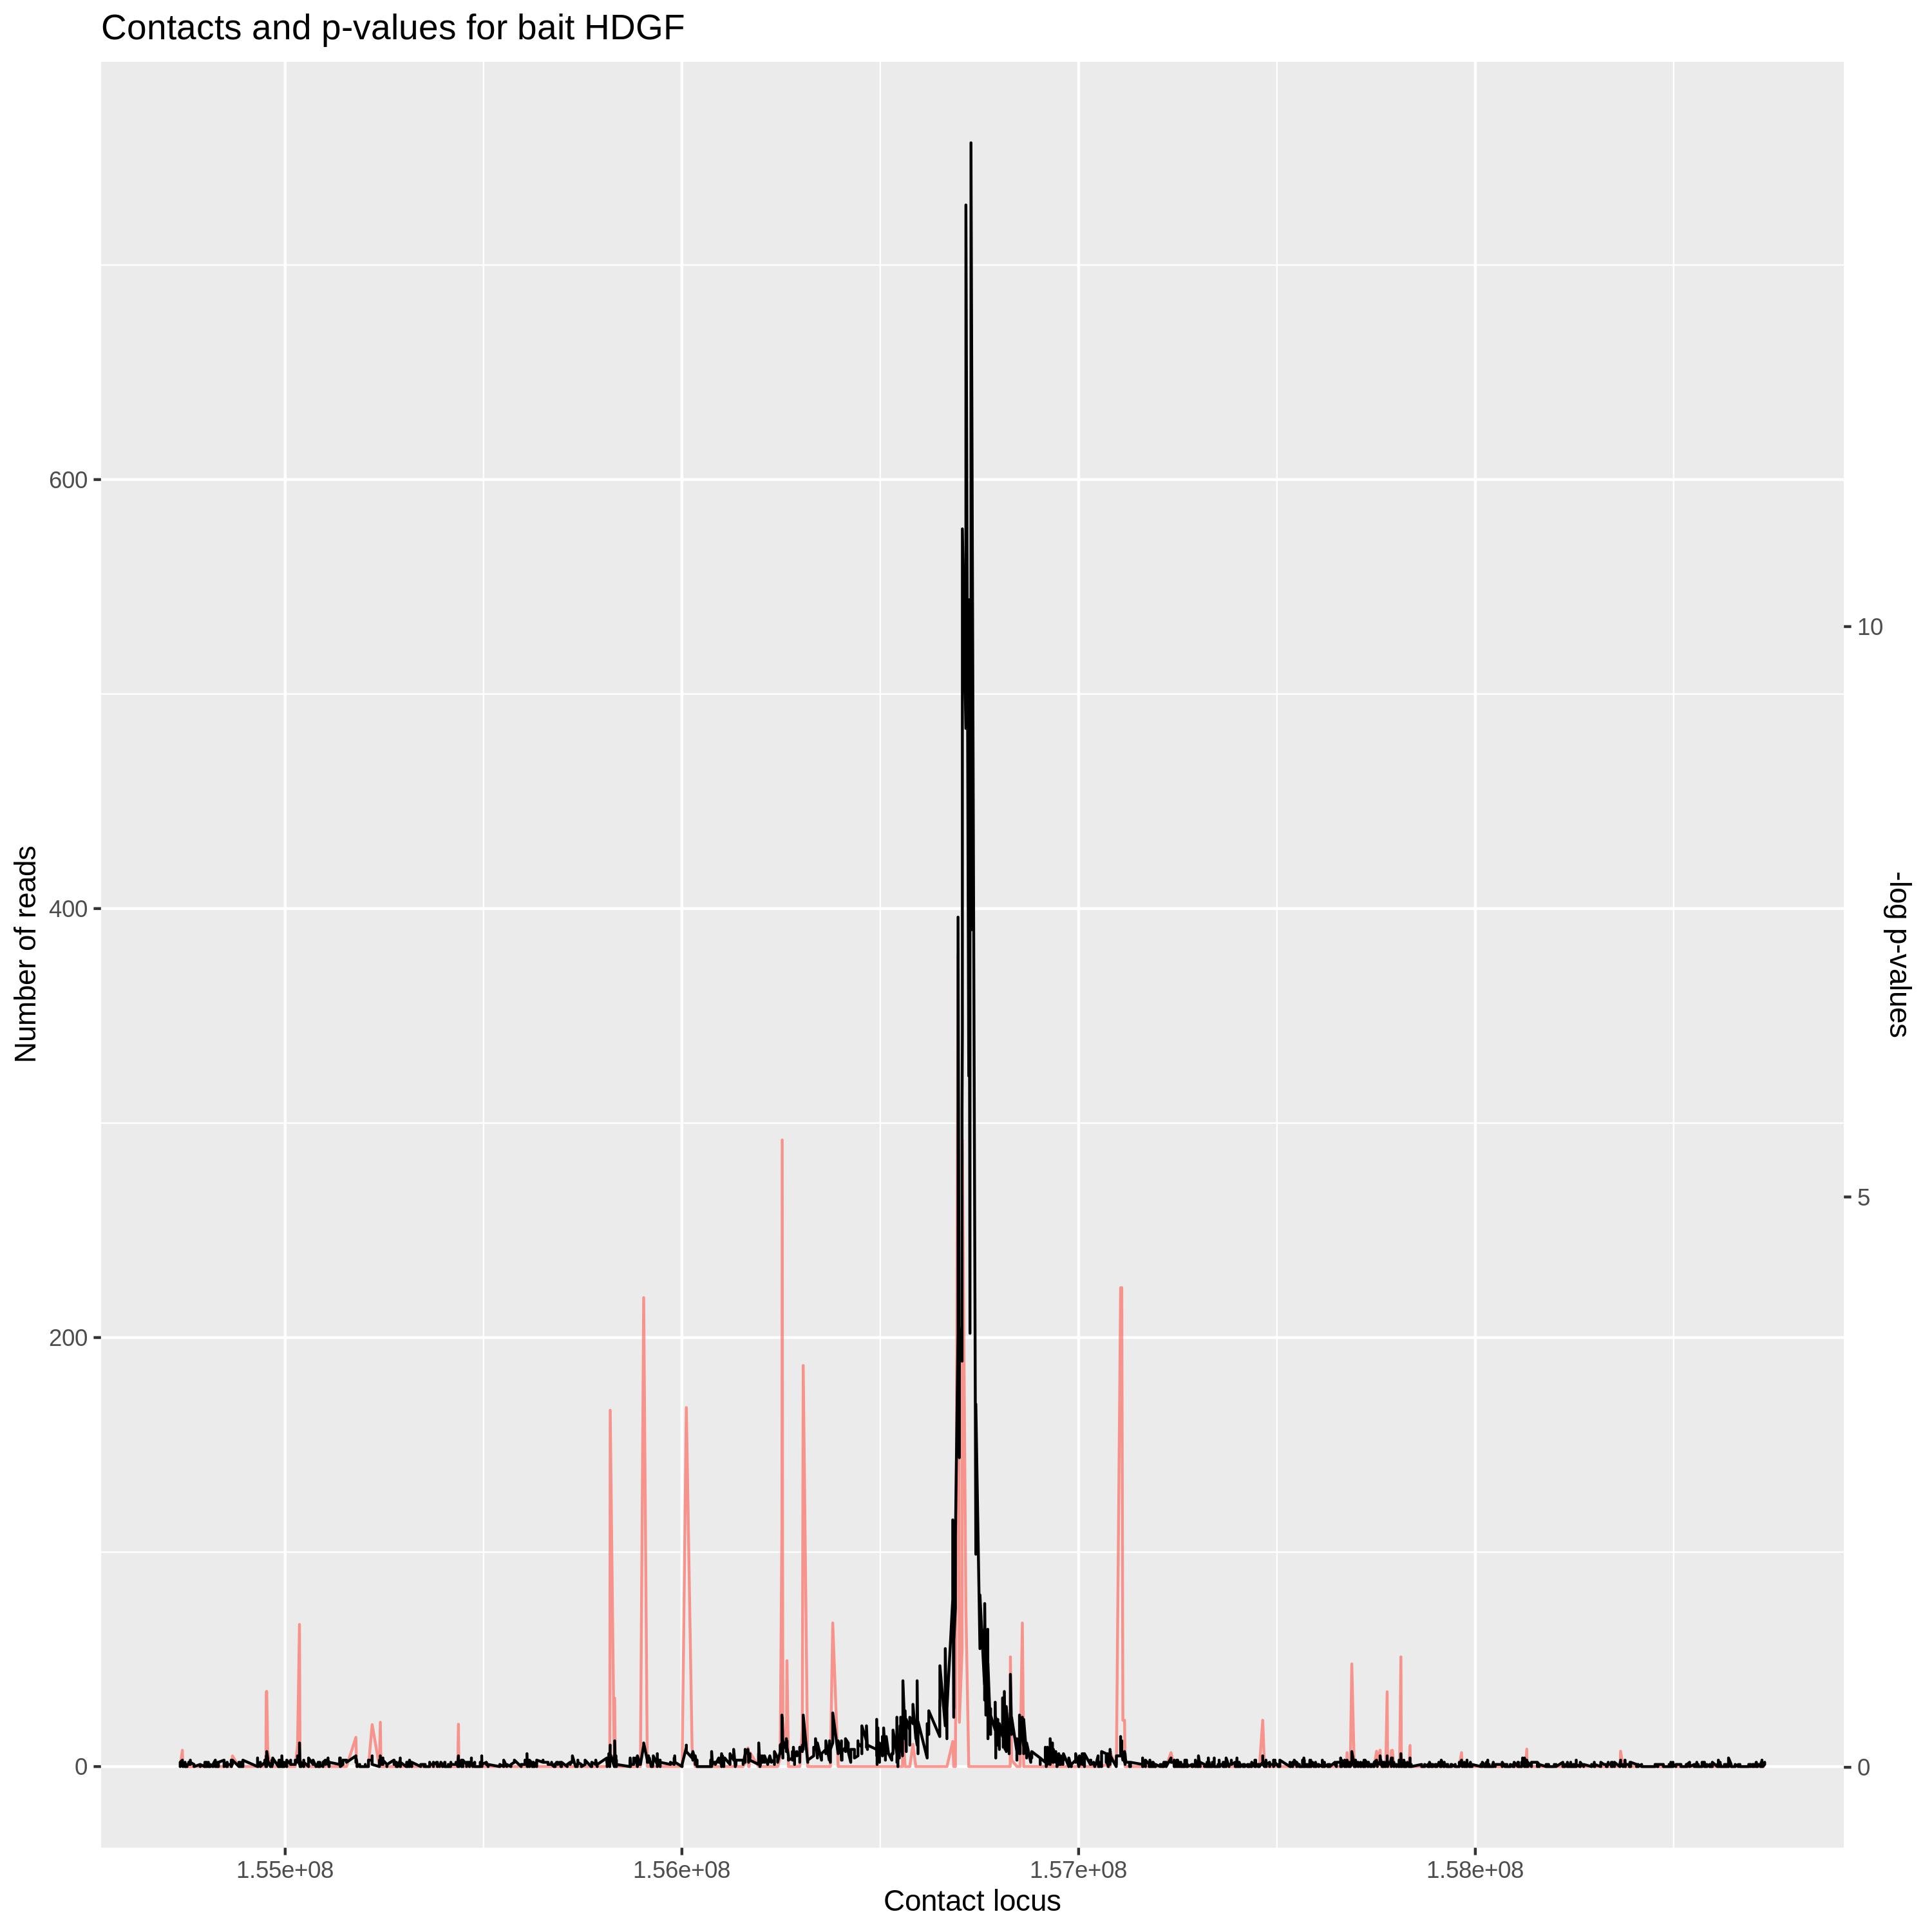 Contacts and p-values for bait HDGF
Number of reads
600
400
200
0
10
5
0
-log p-values
1.55e+08
1.56e+08
1.57e+08
1.58e+08
Contact locus